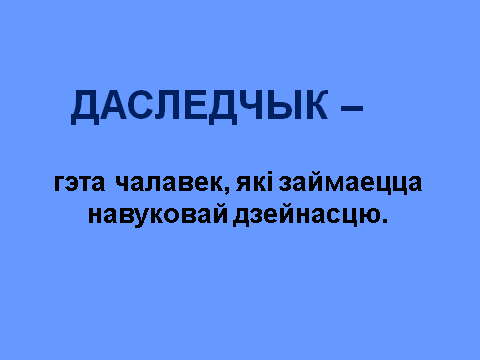 ДАСЛЕДЧЫК –
гэта чалавек, які займаецца
навуковай дзейнасцю.